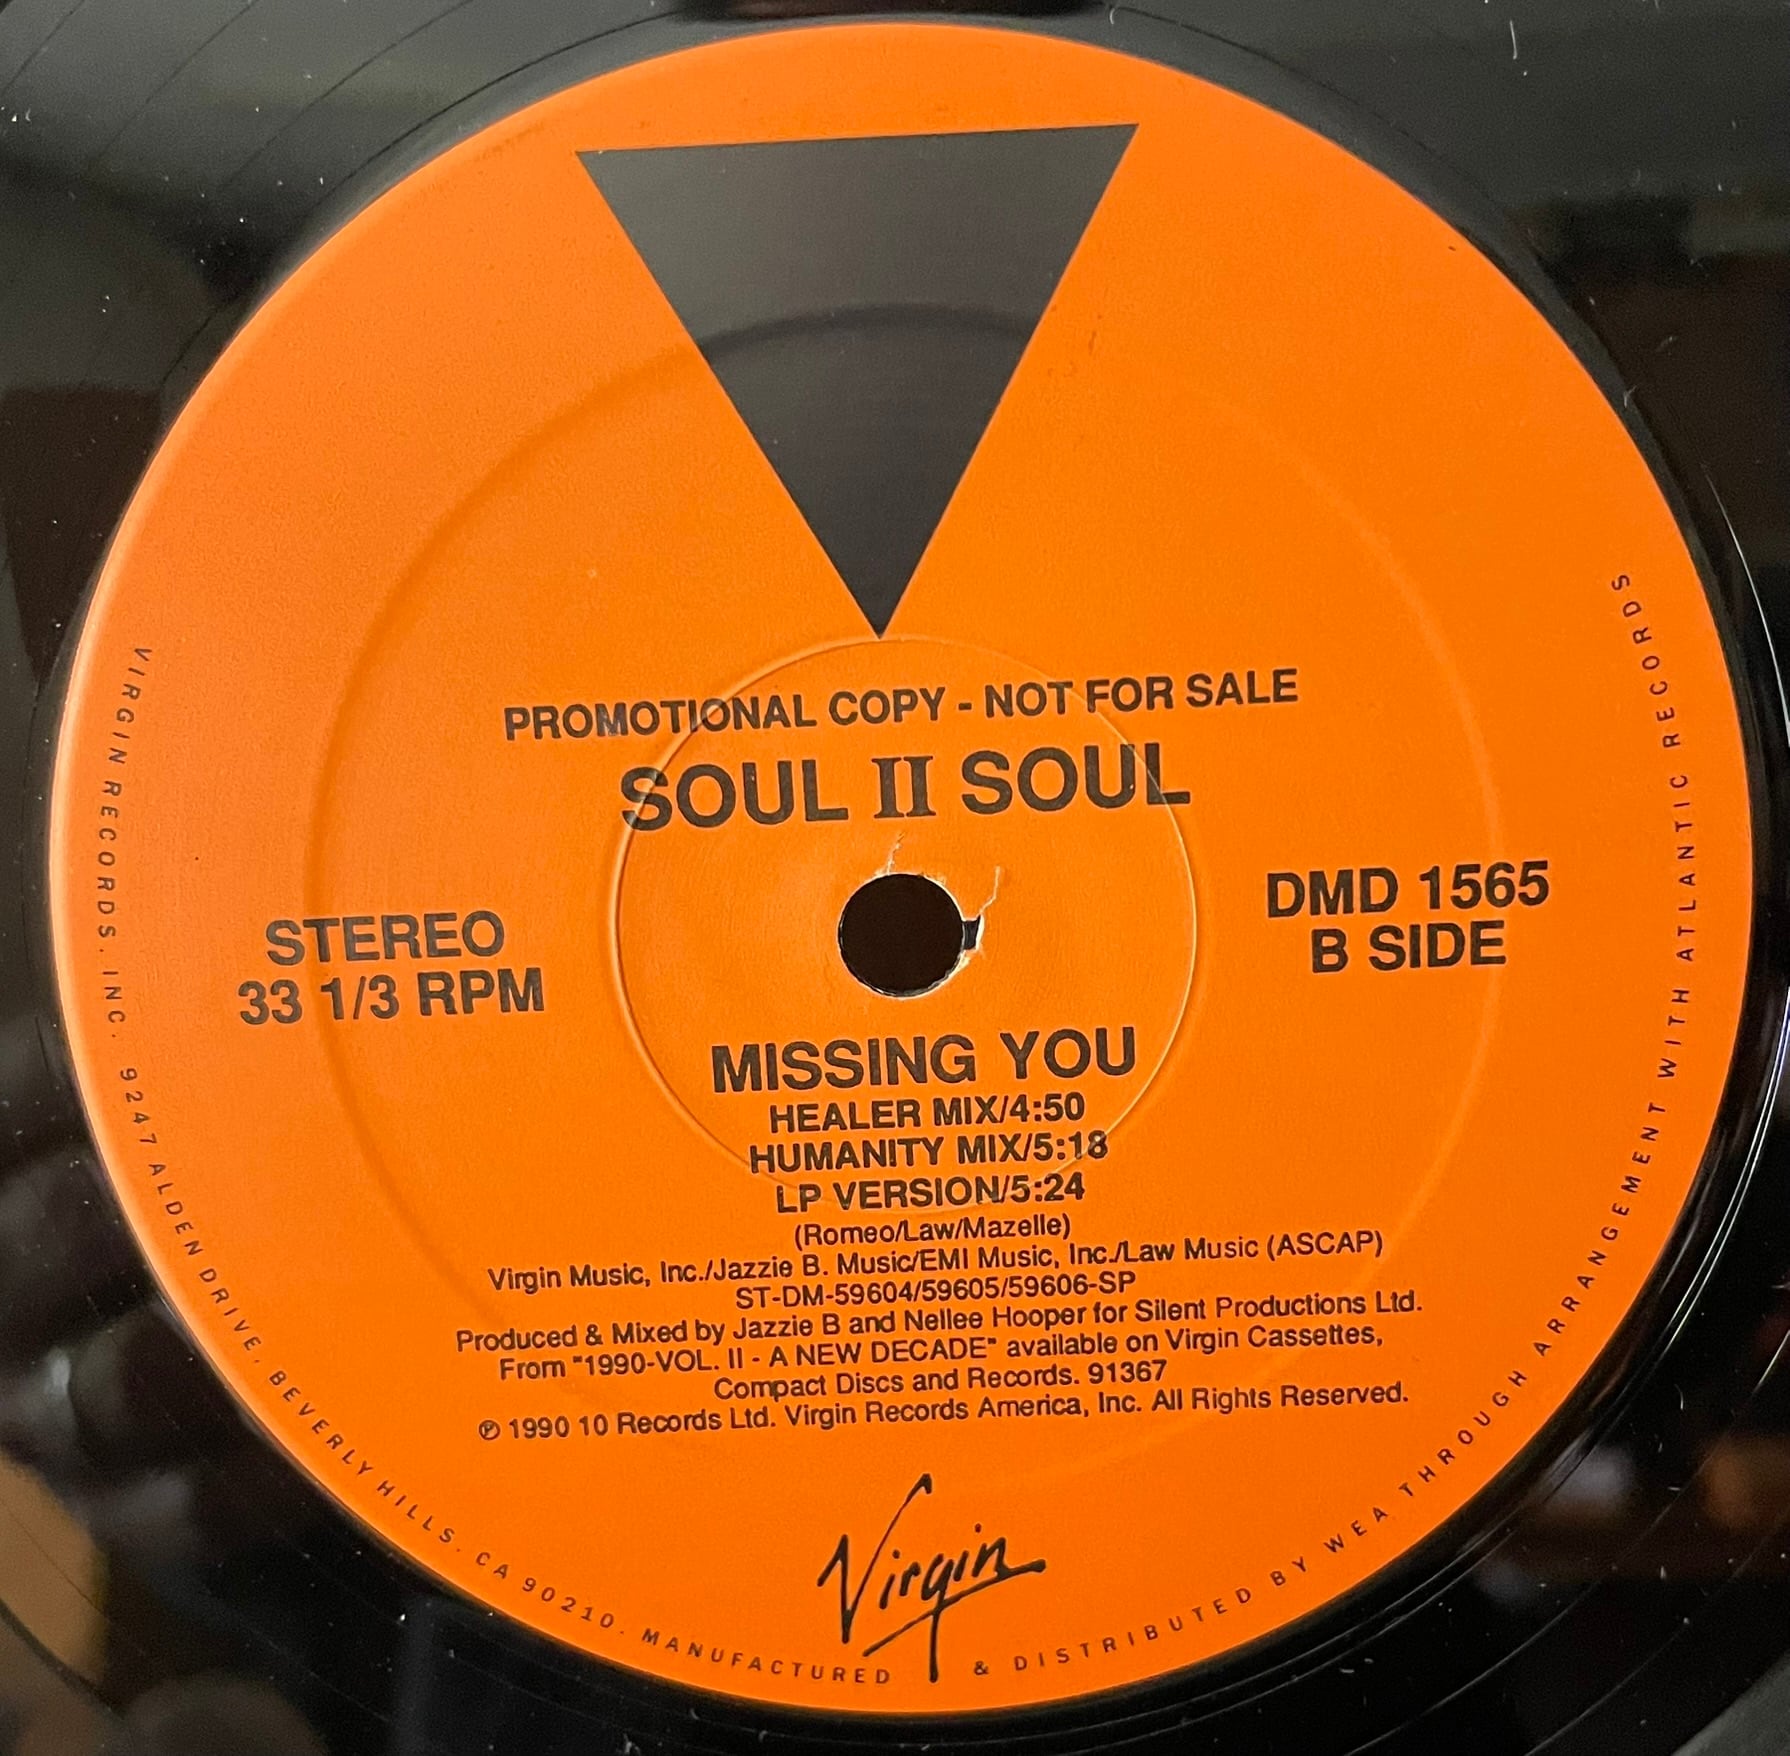 PROMOTIONAL COPY - NOT FOR SALE
SOUL II SOUL
STEREO
33 1/3 RPM
DMD 1565
B SIDE
MISSING YOU
HEALER MIX/4:50
HUMANITY MIX/5:18
LP VERSION/5:24
(Romeo/Law/Mazelle)
Virgin Music, Inc./Jazzie B. Music/EMI Music, Inc./Law Music (ASCAP)
ST-DM-59604/59605/59606-SP
Produced & Mixed by Jazzie B and Nellee Hooper for Silent Productions Ltd.
From "1990-VOL. II - A NEW DECADE" available on Virgin Cassettes,
Compact Discs and Records. 91367
℗ 1990 10 Records Ltd. Virgin Records America, Inc. All Rights Reserved.
Virgin
VIRGIN RECORDS, INC. 9247 ALDEN DRIVE, BEVERLY HILLS, CA 90210. MANUFACTURED & DISTRIBUTED BY WEA THROUGH ARRANGEMENT WITH ATLANTIC RECORDS